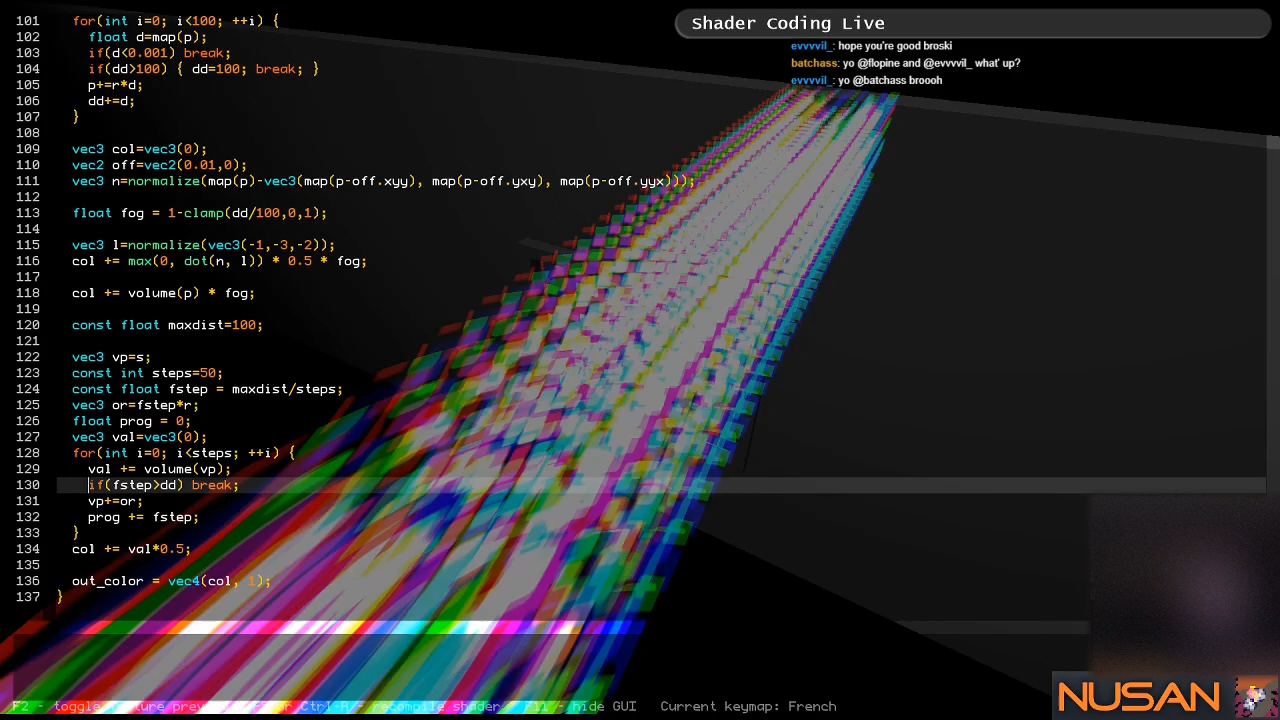 101 for(int i=0; i<100; ++i) {
102 float d=map(p);
103 if(d<0.001) break;
104 if(dd>100) { dd=100; break; }
105 p+=r*d;
106 dd+=d;
107 }
108
109 vec3 col=vec3(0);
110 vec2 off=vec2(0.01,0);
111 vec3 n=normalize(map(p)-vec3(map(p-off.xyy), map(p-off.yxy), map(p-off.yyx)));
112
113 float fog = 1-clamp(dd/100,0,1);
114
115 vec3 l=normalize(vec3(-1,-3,-2));
116 col += max(0, dot(n, l)) * 0.5 * fog;
117
118 col += volume(p) * fog;
119
120 const float maxdist=100;
121
122 vec3 vp=s;
123 const int steps=50;
124 const float fstep = maxdist/steps;
125 vec3 or=fstep*r;
126 float prog = 0;
127 vec3 val=vec3(0);
128 for(int i=0; i<steps; ++i) {
129 val += volume(vp);
130 if(fstep>dd) break;
131 vp+=or;
132 prog += fstep;
133 }
134 col += val*0.5;
135
136 out_color = vec4(col, 1);
137 }
Shader Coding Live
evvvvil_: hope you're good broski
batchass: yo @flopine and @evvvvil_ what' up?
evvvvil_: yo @batchass broooh
F2 - toggle texture preview F5 or Ctrl-R - recompile shader F11 - hide GUI Current keymap: French
NUSAN